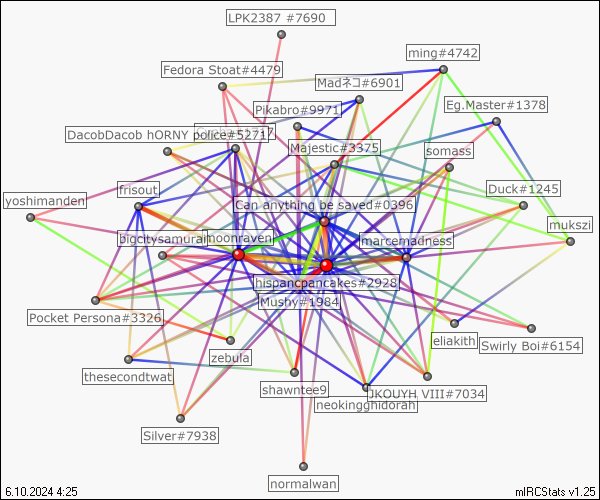 LPK2387 #7690
ming#4742
Fedora Stoat#4479
Madネコ#6901
Eg.Master#1378
Pikabro#9971
DacobDacob hORNY police#5271
Majestic#3375
somass
frisout
Duck#1245
yoshimanden
Can anything be saved#0396
mukszi
bigcitysamurai
moonraven
marcemadness
hispancpancakes#2928
Mushy#1984
Pocket Persona#3326
eliakith
Swirly Boi#6154
zebula
thesecondtwat
shawntee9
JKOUYH VIII#7034
neokingghidorah
Silver#7938
normalwan
6.10.2024 4:25
mIRCStats v1.25